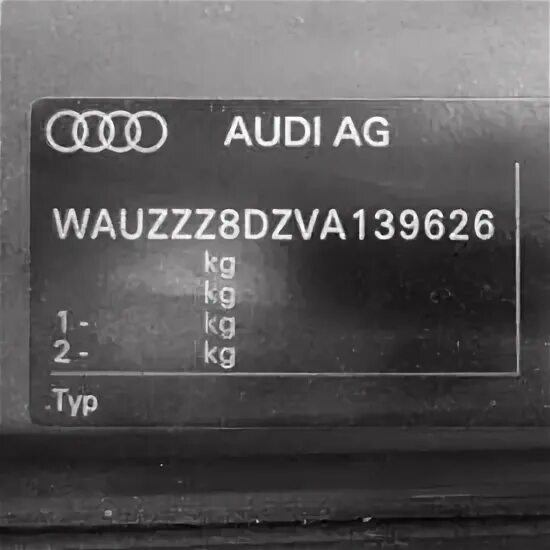 AUDI AG
WAUZZZ8DZVA139626
kg
kg
1- kg
2- kg
Typ